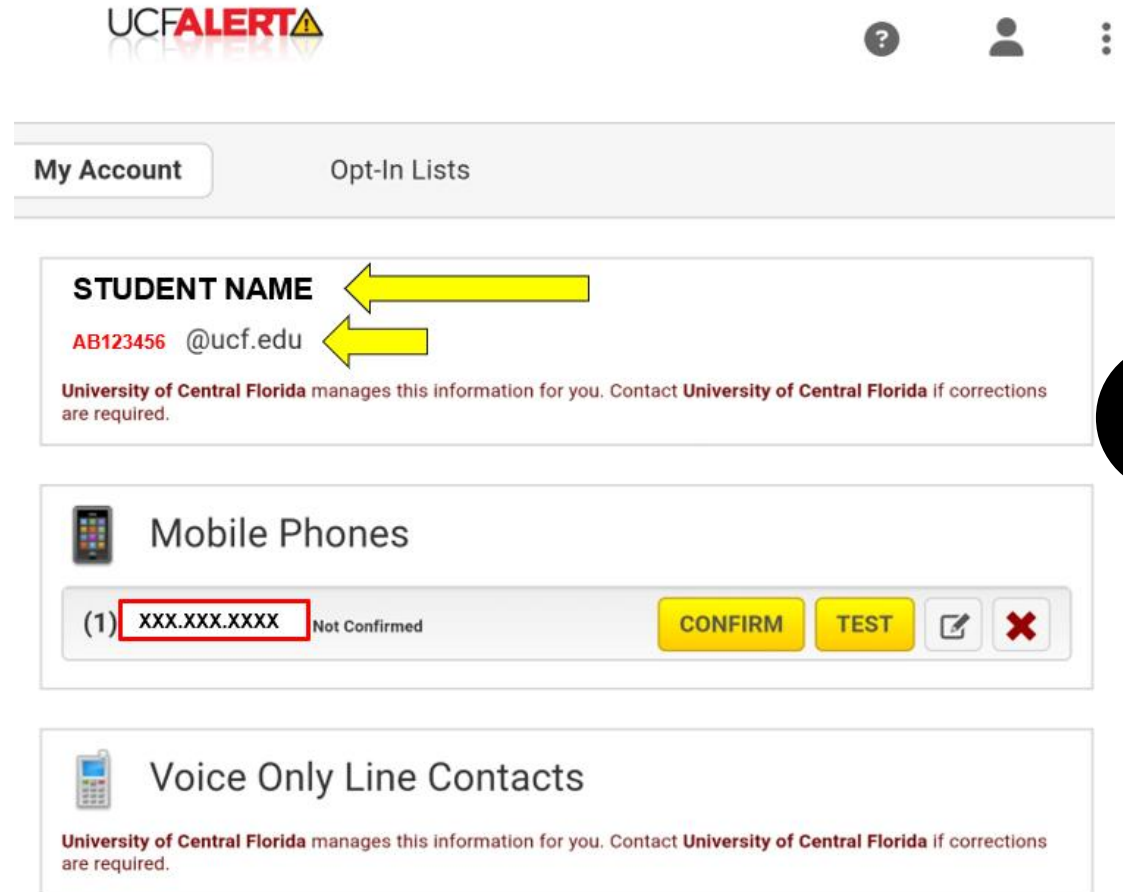 UCFALERT
My Account Opt-In Lists
STUDENT NAME
AB123456 @ucf.edu
University of Central Florida manages this information for you. Contact University of Central Florida if corrections
are required.
Mobile Phones
(1) XXX.XXX.XXXX Not Confirmed CONFIRM TEST
Voice Only Line Contacts
University of Central Florida manages this information for you. Contact University of Central Florida if corrections
are required.